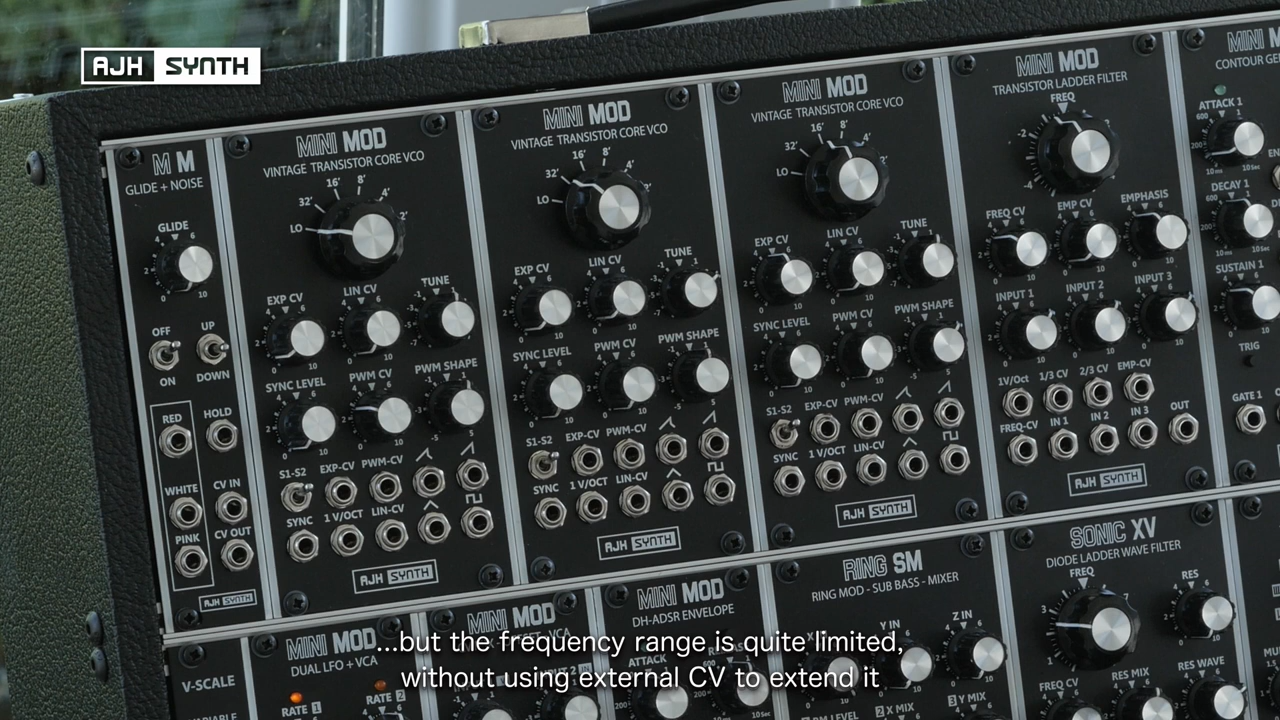 AJH SYNTH
M M
GLIDE + NOISE
GLIDE
OFF
UP
ON
DOWN
RED
HOLD
WHITE
CV IN
PINK
CV OUT
AJH SYNTH
MINI MOD
VINTAGE TRANSISTOR CORE VCO
LO 32' 16' 8' 4' 2'
EXP CV LIN CV TUNE
SYNC LEVEL PWM CV PWM SHAPE
S1-S2 EXP-CV PWM-CV
SYNC 1 V/OCT LIN-CV
AJH SYNTH
MINI MOD
VINTAGE TRANSISTOR CORE VCO
LO 32' 16' 8' 4' 2'
EXP CV LIN CV TUNE
SYNC LEVEL PWM CV PWM SHAPE
S1-S2 EXP-CV PWM-CV
SYNC 1 V/OCT LIN-CV
AJH SYNTH
MINI MOD
VINTAGE TRANSISTOR CORE VCO
LO 32' 16' 8' 4' 2'
EXP CV LIN CV TUNE
SYNC LEVEL PWM CV PWM SHAPE
S1-S2 EXP-CV PWM-CV
SYNC 1 V/OCT LIN-CV
AJH SYNTH
MINI MOD
TRANSISTOR LADDER FILTER
FREQ
FREQ CV EMP CV EMPHASIS
INPUT 1 INPUT 2 INPUT 3
1V/Oct 1/3 CV 2/3 CV EMP-CV
FREQ-CV IN 1 IN 2 IN 3 OUT
AJH SYNTH
MINI
CONTOUR
ATTACK 1
DECAY 1
SUSTAIN 1
TRIG
GATE 1
V-SCALE
MINI MOD
DUAL LFO + VCA
RATE 1 RATE 2
MOD
VCA
MINI MOD
DH-ADSR ENVELOPE
ATTACK
RING SM
RING MOD - SUB BASS - MIXER
Y IN Z IN
X MIX Y MIX
SONIC XV
DIODE LADDER WAVE FILTER
FREQ
RES
FREQ CV RES MIX RES WAVE
...but the frequency range is quite limited,
without using external CV to extend it